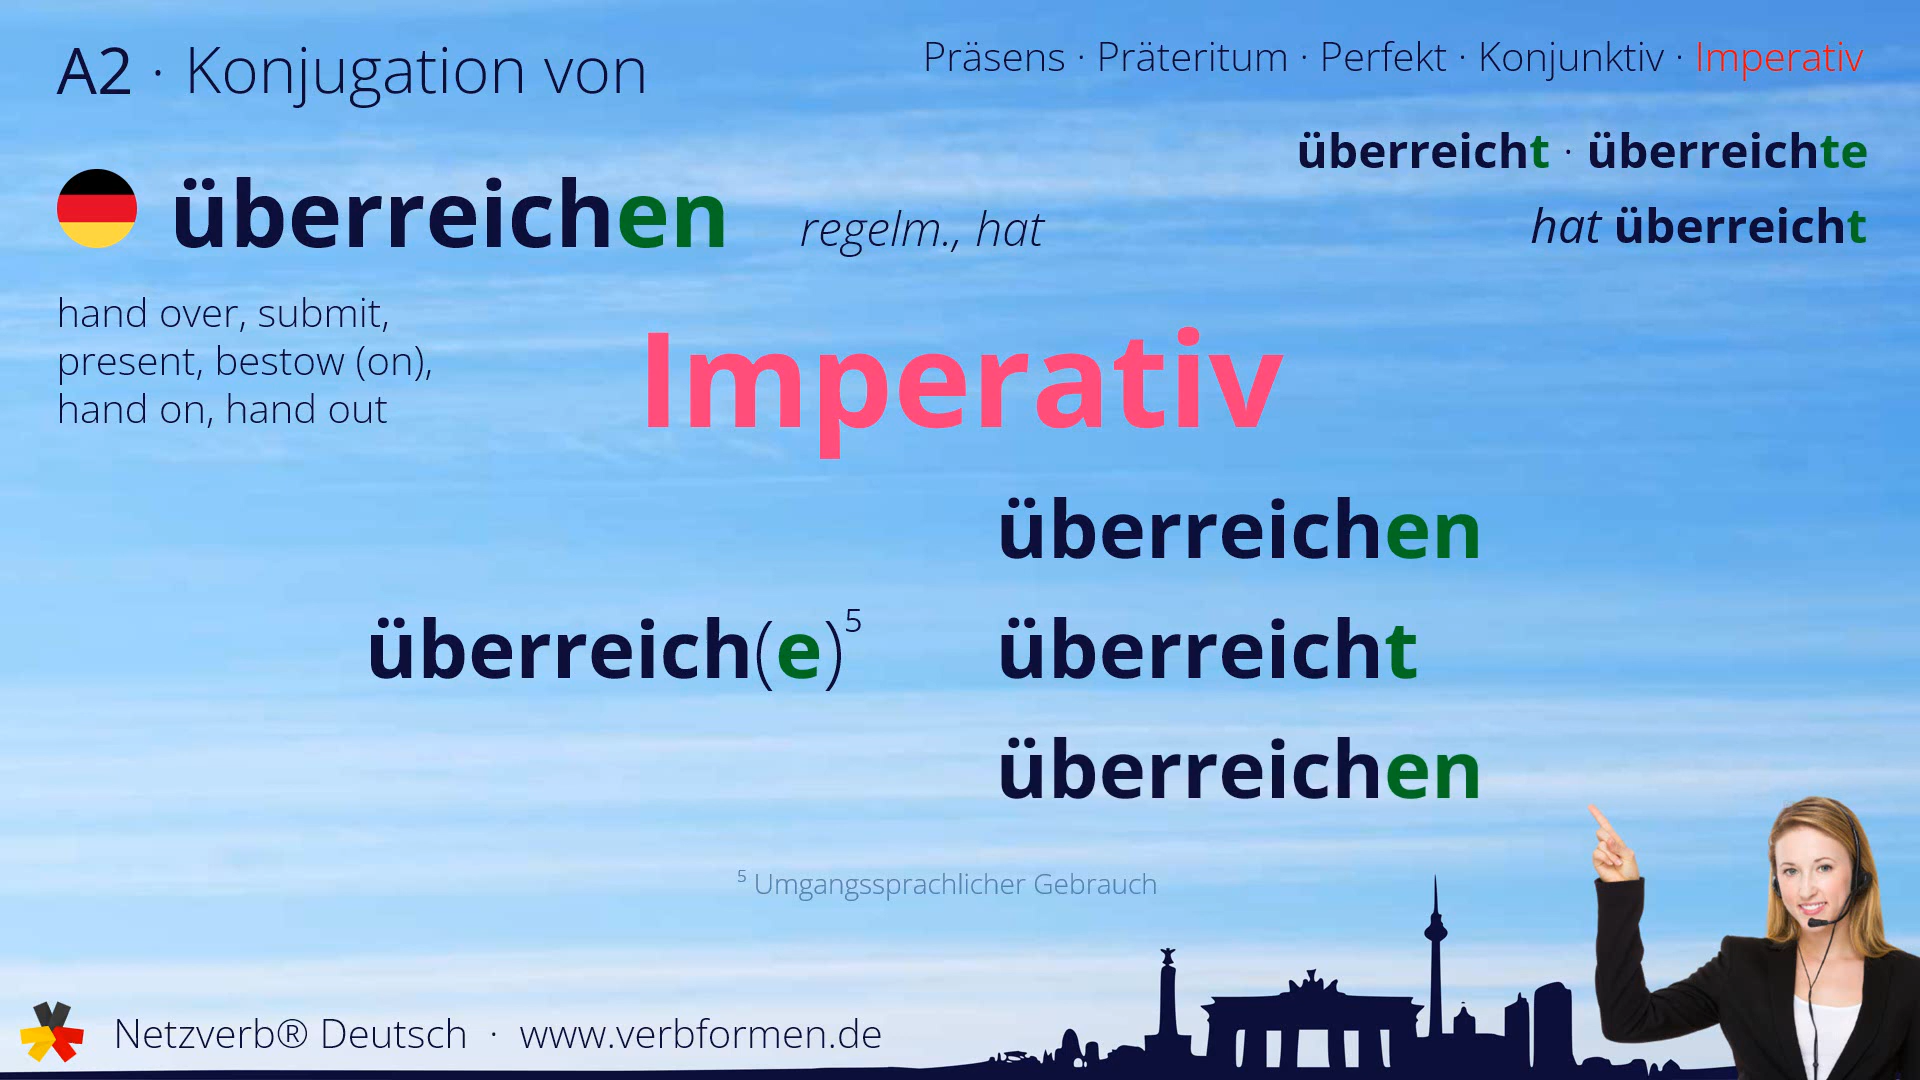 A2 · Konjugation von
Präsens · Präteritum · Perfekt · Konjunktiv · Imperativ
überreichen regelm., hat
überreicht · überreichte
hat überreicht
hand over, submit,
present, bestow (on),
hand on, hand out
Imperativ
überreichen
überreich(e)⁵ überreicht
überreichen
⁵ Umgangssprachlicher Gebrauch
Netzverb® Deutsch · www.verbformen.de